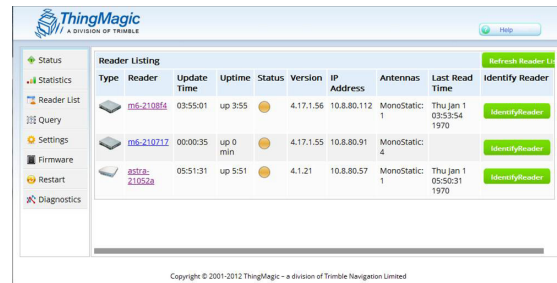 ThingMagic
A DIVISION OF TRIMBLE
Help
Status
Statistics
Reader List
Query
Settings
Firmware
Restart
Diagnostics
Reader Listing
Refresh Reader Lis
Type Reader Update Time Uptime Status Version IP Address Antennas Last Read Time Identify Reader
m6-2108f4 03:55:01 up 3:55 4.17.1.56 10.8.80.112 MonoStatic: 1 Thu Jan 1 03:53:54 1970 IdentifyReader
m6-210717 00:00:35 up 0 min 4.17.1.55 10.8.80.91 MonoStatic: 4 IdentifyReader
astra-21052a 05:51:31 up 5:51 4.1.21 10.8.80.57 MonoStatic: 1 Thu Jan 1 05:50:31 1970 IdentifyReader
Copyright © 2001-2012 ThingMagic – a division of Trimble Navigation Limited